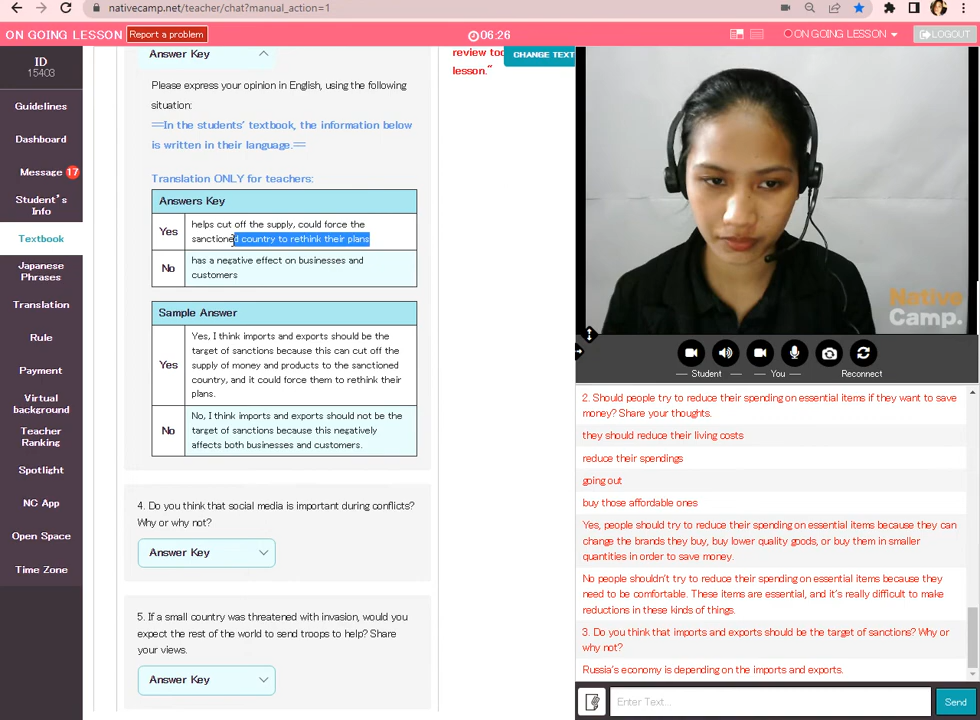 nativecamp.net/teacher/chat?manual_action=1
ON GOING LESSON
Report a problem
06:26
ON GOING LESSON
LOGOUT
ID
15403
Guidelines
Dashboard
Message 17
Student's
Info
Textbook
Japanese
Phrases
Translation
Rule
Payment
Virtual
background
Teacher
Ranking
Spotlight
NC App
Open Space
Time Zone
Answer Key
Please express your opinion in English, using the following
situation:
==In the students' textbook, the information below
is written in their language.==
Translation ONLY for teachers:
Answers Key
Yes
helps cut off the supply, could force the
sanctioned country to rethink their plans
No
has a negative effect on businesses and
customers
Sample Answer
Yes
Yes, I think imports and exports should be the
target of sanctions because this can cut off the
supply of money and products to the sanctioned
country, and it could force them to rethink their
plans.
No
No, I think imports and exports should not be the
target of sanctions because this negatively
affects both businesses and customers.
4. Do you think that social media is important during conflicts?
Why or why not?
Answer Key
5. If a small country was threatened with invasion, would you
expect the rest of the world to send troops to help? Share
your views.
Answer Key
review too
lesson."
CHANGE TEXT
Native
Camp.
Student
You
Reconnect
2. Should people try to reduce their spending on essential items if they want to save
money? Share your thoughts.
they should reduce their living costs
reduce their spendings
going out
buy those affordable ones
Yes, people should try to reduce their spending on essential items because they can
change the brands they buy, buy lower quality goods, or buy them in smaller
quantities in order to save money.
No people shouldn't try to reduce their spending on essential items because they
need to be comfortable. These items are essential, and it's really difficult to make
reductions in these kinds of things.
3. Do you think that imports and exports should be the target of sanctions? Why or
why not?
Russia's economy is depending on the imports and exports.
Enter Text...
Send